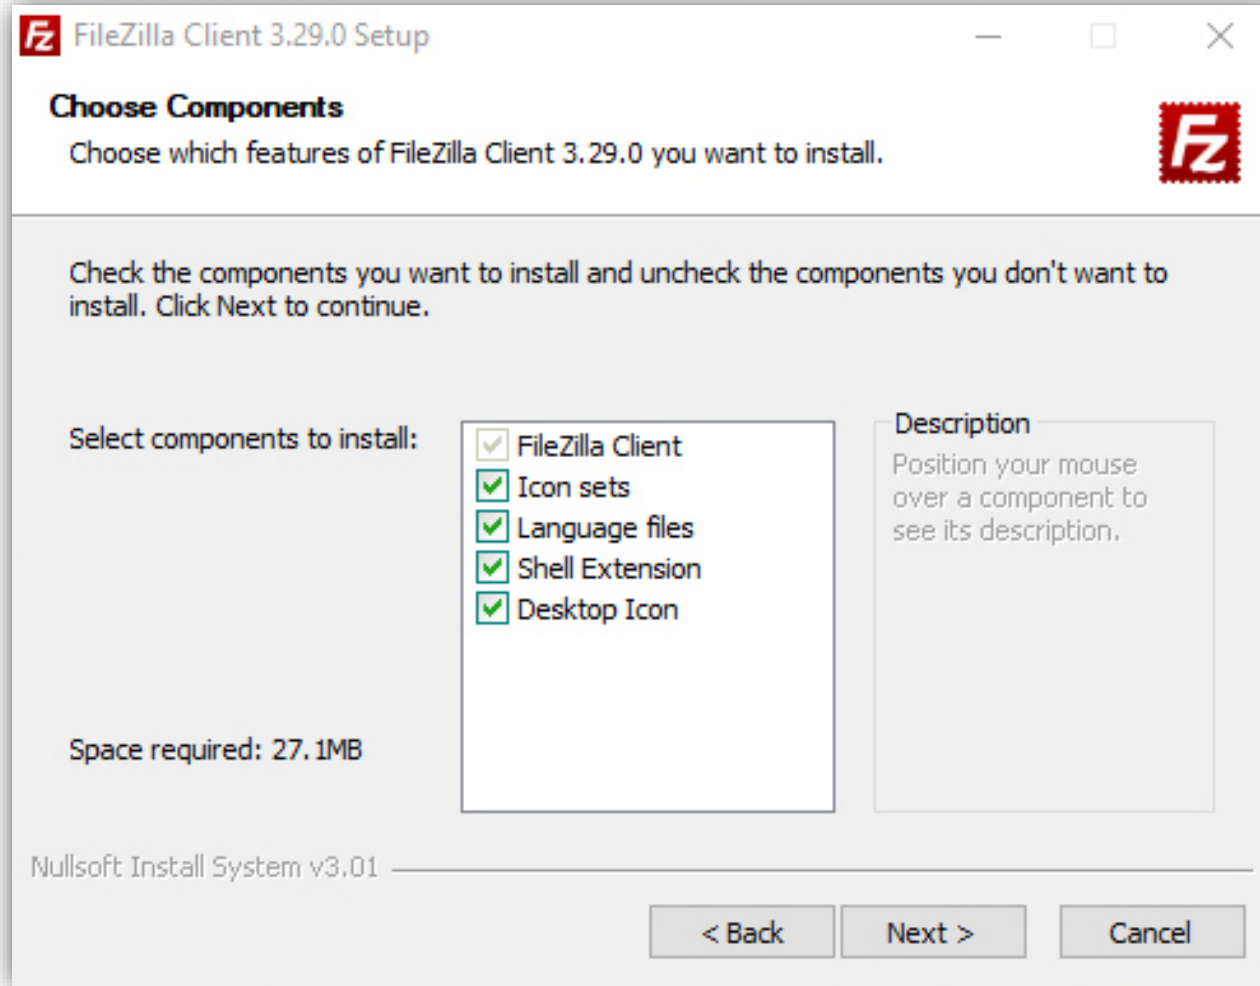 FileZilla Client 3.29.0 Setup
Choose Components
Choose which features of FileZilla Client 3.29.0 you want to install.
Fz
Check the components you want to install and uncheck the components you don't want to
install. Click Next to continue.
Select components to install:
FileZilla Client
Icon sets
Language files
Shell Extension
Desktop Icon
Description
Position your mouse
over a component to
see its description.
Space required: 27.1MB
Nullsoft Install System v3.01
< Back
Next >
Cancel